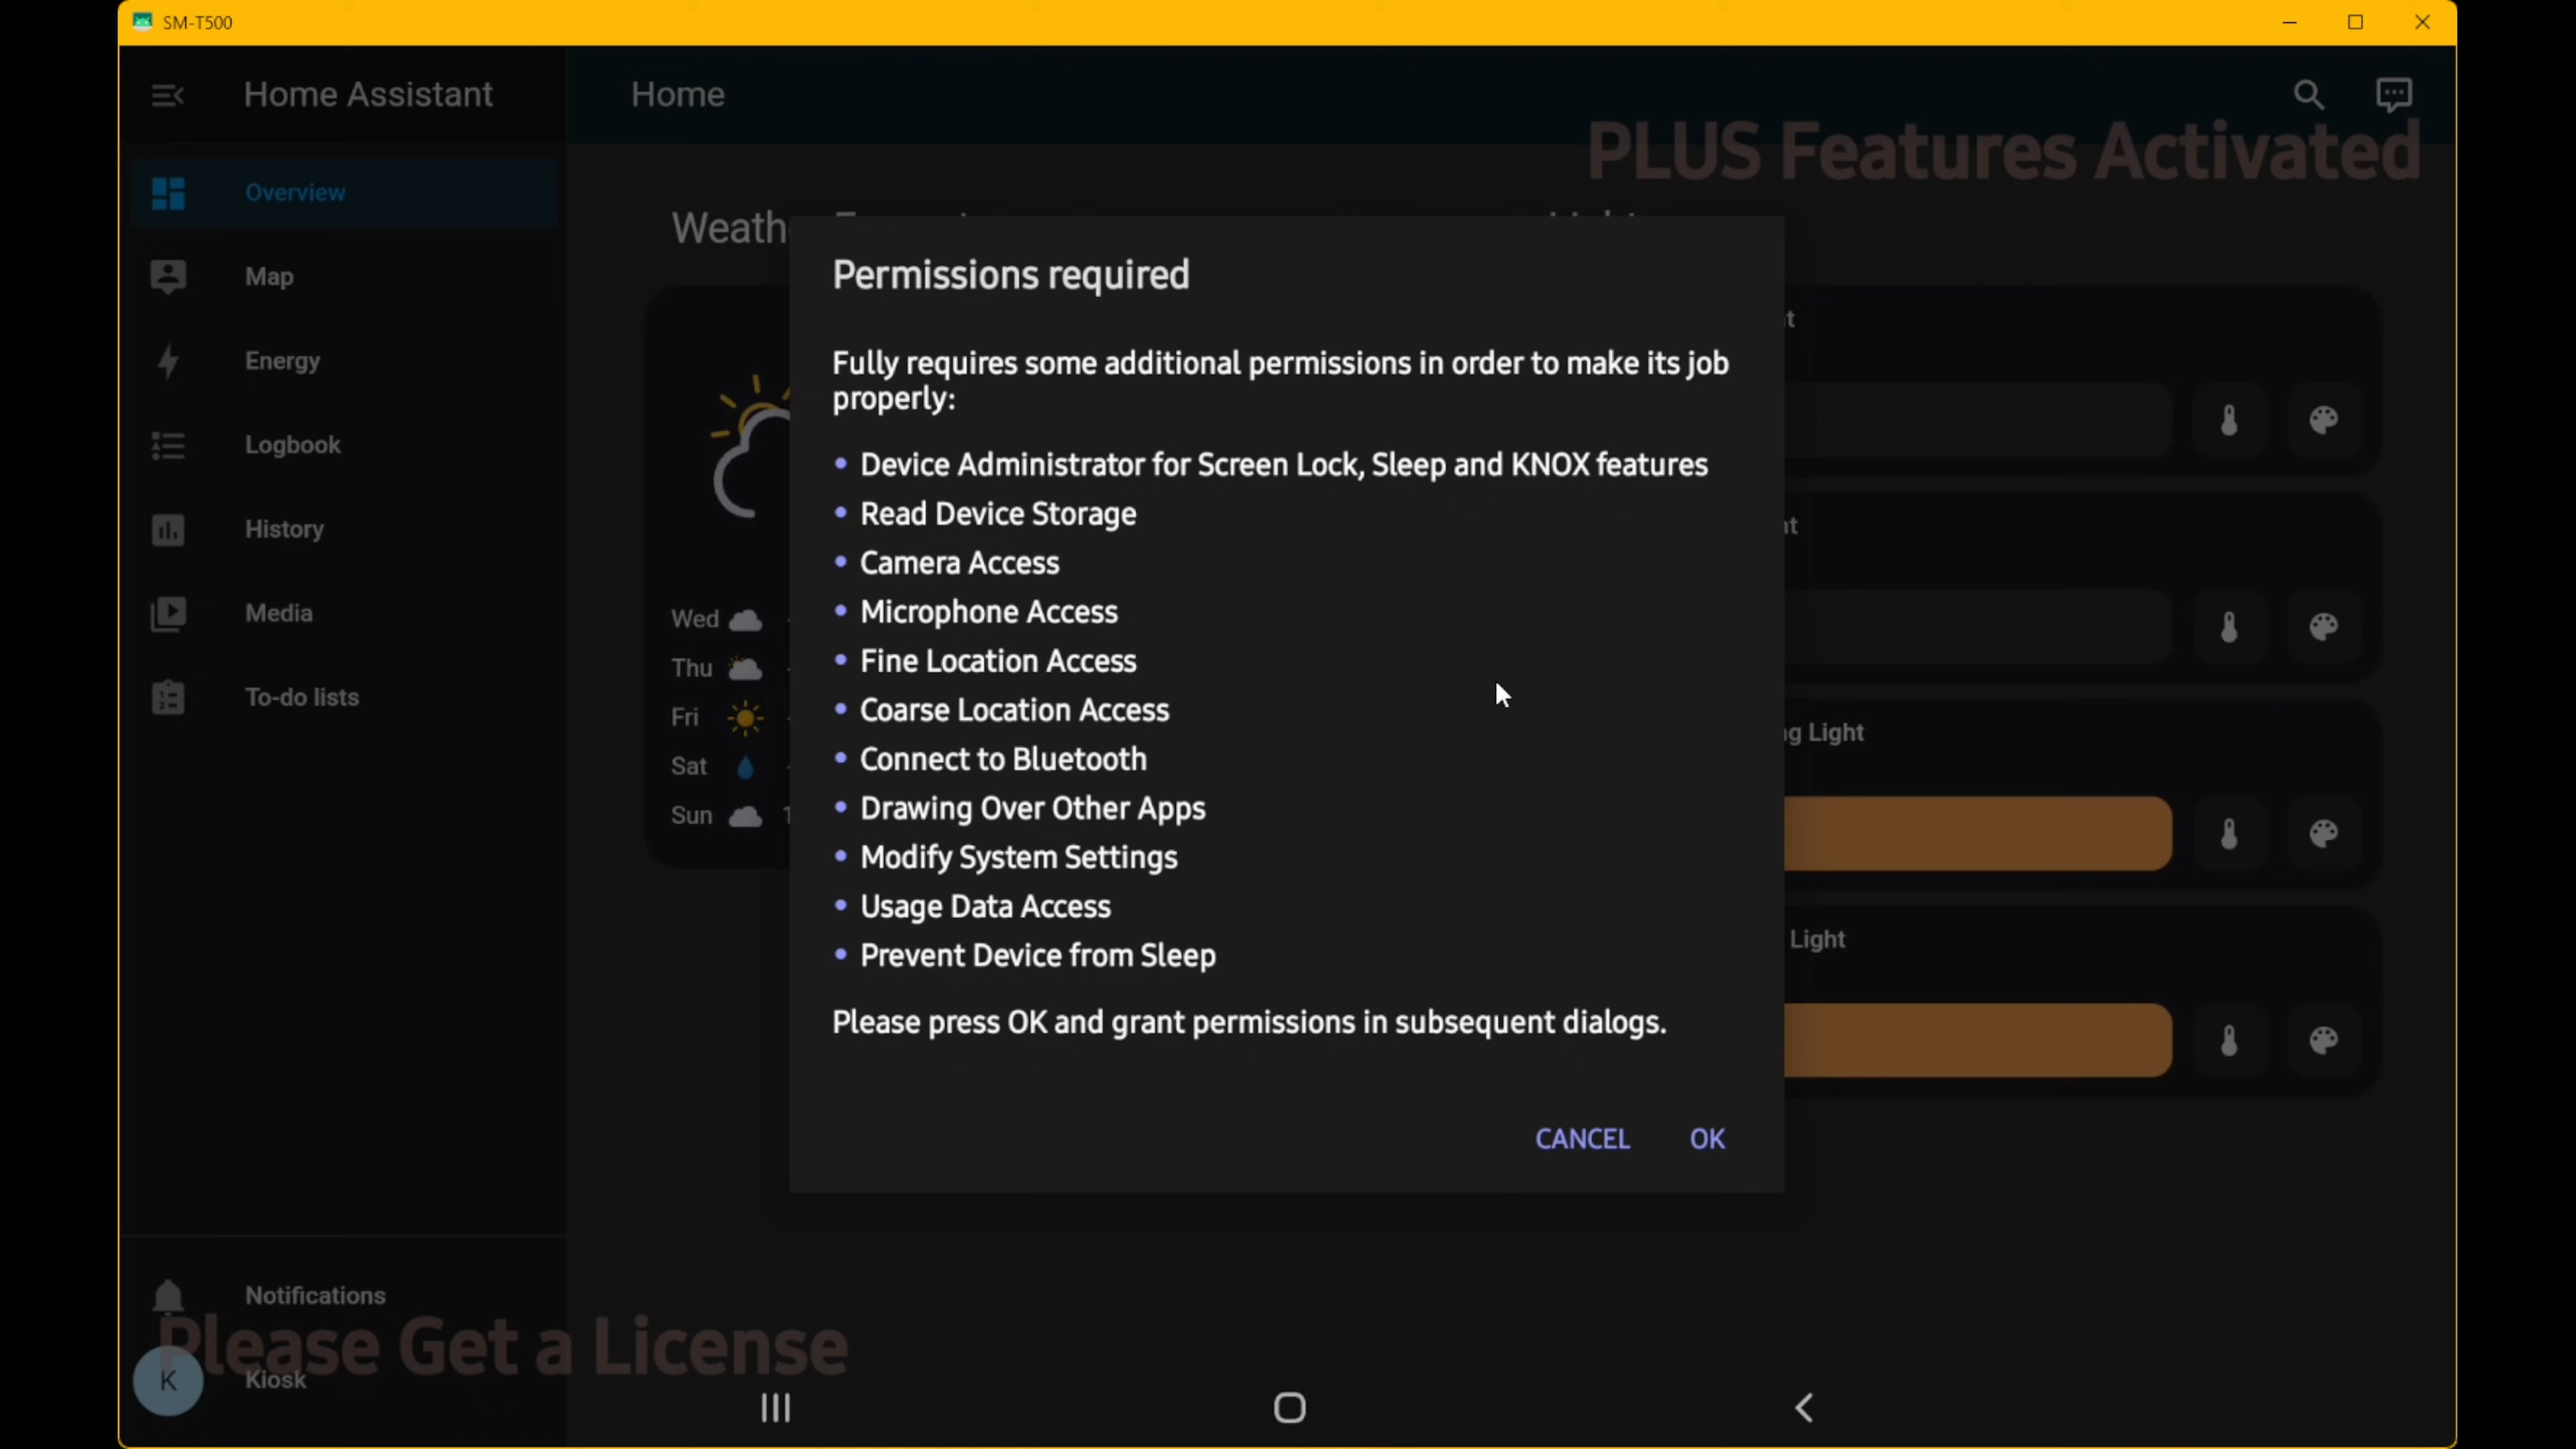 SM-T500
Home Assistant
Home
PLUS Features Activated
Overview
Map
Energy
Logbook
History
Media
To-do lists
Permissions required
Fully requires some additional permissions in order to make its job
properly:
• Device Administrator for Screen Lock, Sleep and KNOX features
• Read Device Storage
• Camera Access
• Microphone Access
• Fine Location Access
• Coarse Location Access
• Connect to Bluetooth
• Drawing Over Other Apps
• Modify System Settings
• Usage Data Access
• Prevent Device from Sleep
Please press OK and grant permissions in subsequent dialogs.
CANCEL OK
Wed
Thu
Fri
Sat
Sun
Light
Light
Notifications
Please Get a License
K Kiosk